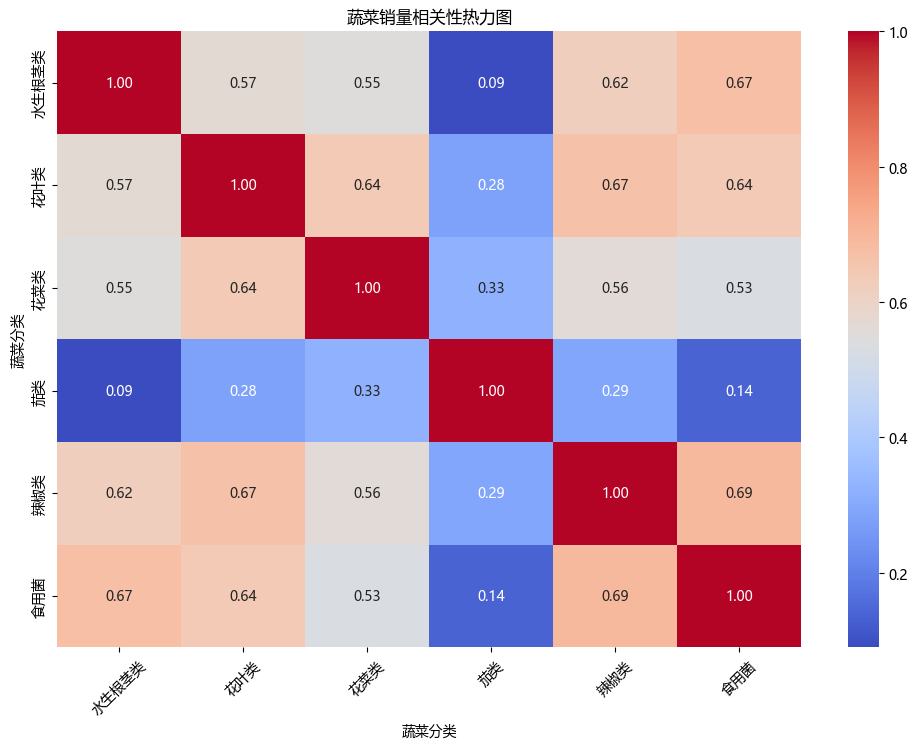 蔬菜销量相关性热力图
蔬菜分类
水生根茎类 1.00 0.57 0.55 0.09 0.62 0.67
花叶类 0.57 1.00 0.64 0.28 0.67 0.64
花菜类 0.55 0.64 1.00 0.33 0.56 0.53
茄类 0.09 0.28 0.33 1.00 0.29 0.14
辣椒类 0.62 0.67 0.56 0.29 1.00 0.69
食用菌 0.67 0.64 0.53 0.14 0.69 1.00
水生根茎类 花叶类 花菜类 茄类 辣椒类 食用菌
蔬菜分类
1.0
0.8
0.6
0.4
0.2